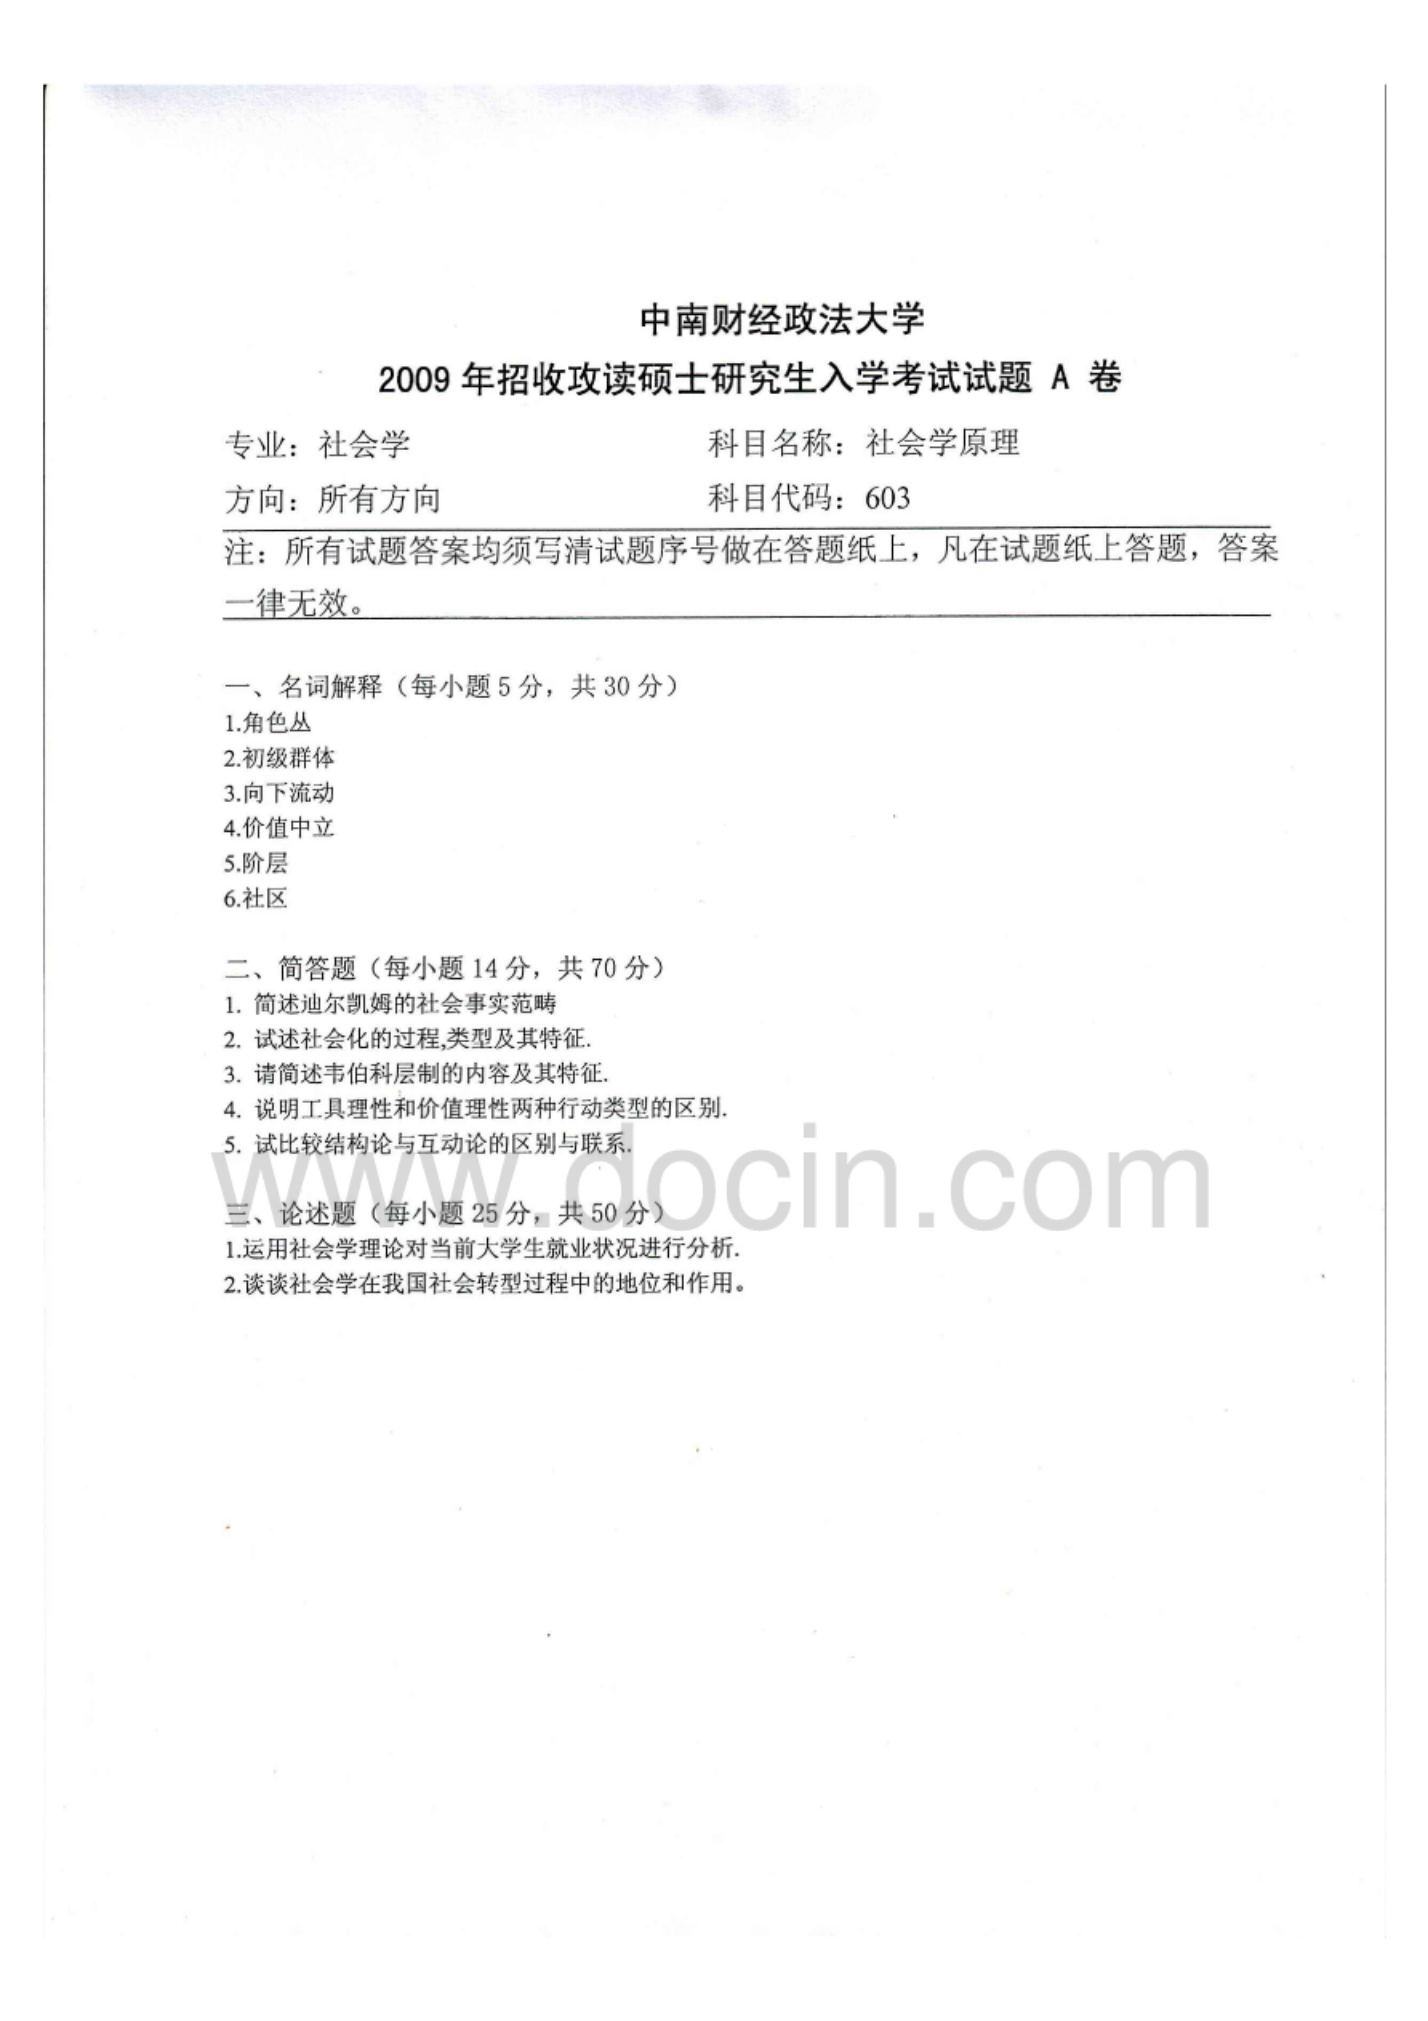 中南财经政法大学
2009 年招收攻读硕士研究生入学考试试题 A 卷
专业：社会学 科目名称：社会学原理
方向：所有方向 科目代码：603
注：所有试题答案均须写清试题序号做在答题纸上，凡在试题纸上答题，答案
一律无效。
一、名词解释（每小题 5 分，共 30 分）
1.角色丛
2.初级群体
3.向下流动
4.价值中立
5.阶层
6.社区
二、简答题（每小题 14 分，共 70 分）
1. 简述迪尔凯姆的社会事实范畴
2. 试述社会化的过程,类型及其特征.
3. 请简述韦伯科层制的内容及其特征.
4. 说明工具理性和价值理性两种行动类型的区别.
5. 试比较结构论与互动论的区别与联系.
www.docin.com
三、论述题（每小题 25 分，共 50 分）
1.运用社会学理论对当前大学生就业状况进行分析.
2.谈谈社会学在我国社会转型过程中的地位和作用。